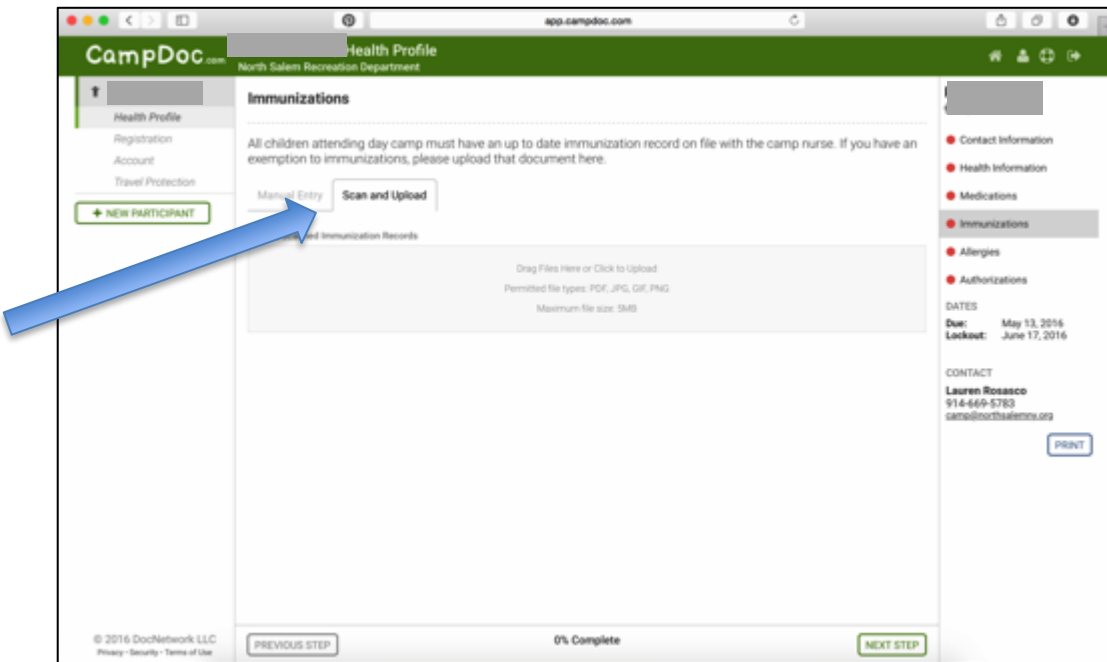 app.campdoc.com
CampDoc.com
Health Profile
North Salem Recreation Department
Health Profile
Registration
Account
Travel Protection
+ NEW PARTICIPANT
Immunizations
All children attending day camp must have an up to date immunization record on file with the camp nurse. If you have an
exemption to immunizations, please upload that document here.
Manual Entry
Scan and Upload
Immunization Records
Drag Files Here or Click to Upload
Permitted file types: PDF, JPG, GIF, PNG
Maximum file size: 5MB
Contact Information
Health Information
Medications
Immunizations
Allergies
Authorizations
DATES
Due: May 13, 2016
Lockout: June 17, 2016
CONTACT
Lauren Rosasco
914-669-5783
camp@northsalemny.org
PRINT
© 2016 DocNetwork LLC
Privacy - Security - Terms of Use
PREVIOUS STEP
0% Complete
NEXT STEP